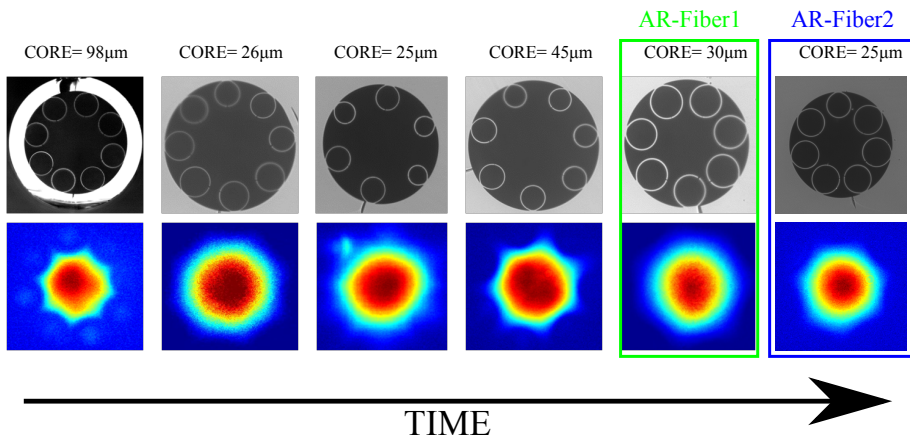 AR-Fiber1 AR-Fiber2
CORE= 98μm CORE= 26μm CORE= 25μm CORE= 45μm CORE= 30μm CORE= 25μm
TIME